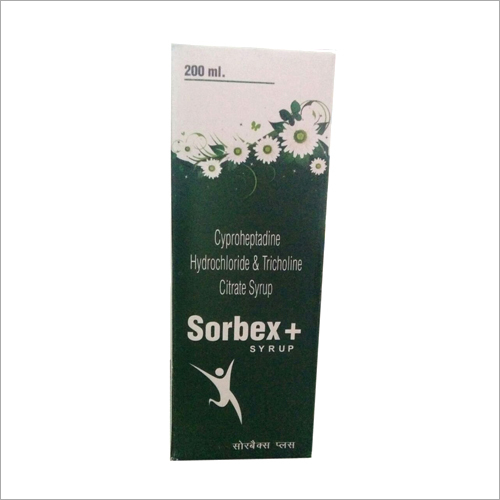 200 ml.
Cyproheptadine
Hydrochloride & Tricholine
Citrate Syrup
Sorbex+
SYRUP
सोरबैक्स प्लस